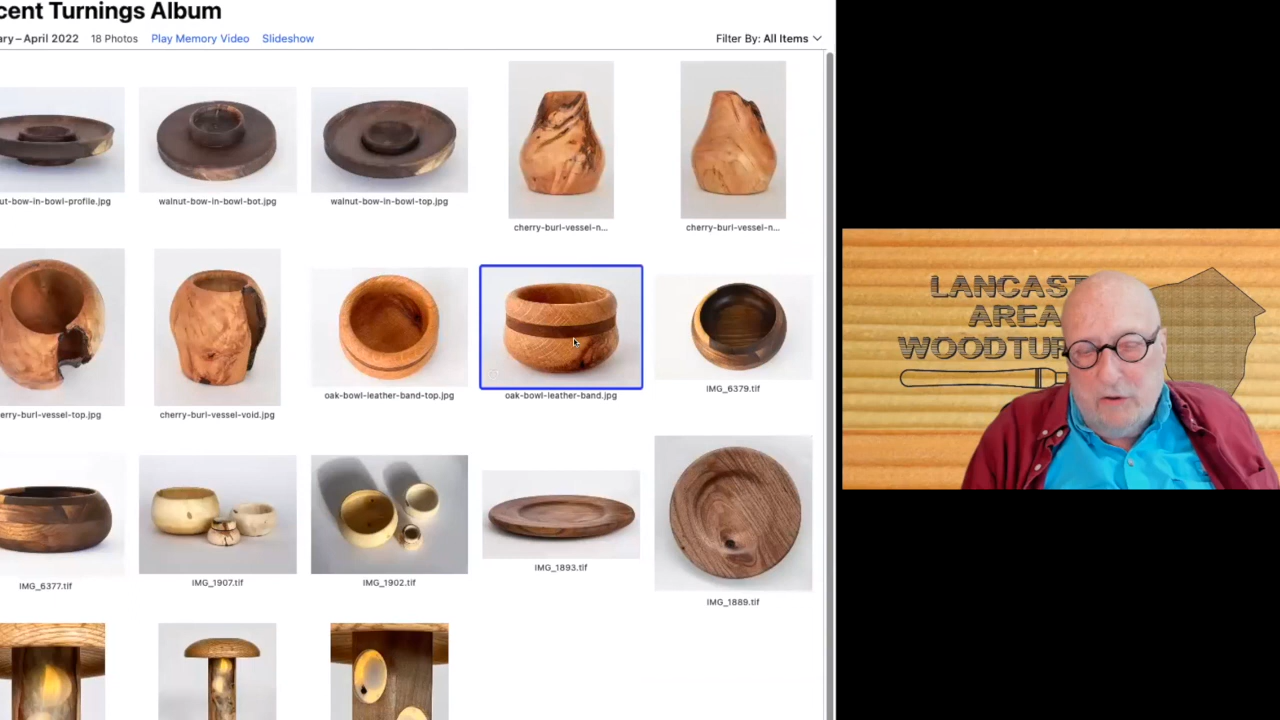 cent Turnings Album
ary – April 2022 18 Photos Play Memory Video Slideshow
Filter By: All Items
ut-bow-in-bowl-profile.jpg
walnut-bow-in-bowl-bot.jpg
walnut-bow-in-bowl-top.jpg
cherry-burl-vessel-n...
cherry-burl-vessel-n...
erry-burl-vessel-top.jpg
cherry-burl-vessel-void.jpg
oak-bowl-leather-band-top.jpg
oak-bowl-leather-band.jpg
IMG_6379.tif
IMG_6377.tif
IMG_1907.tif
IMG_1902.tif
IMG_1893.tif
IMG_1889.tif
LANCAST
AREA
WOODTUR